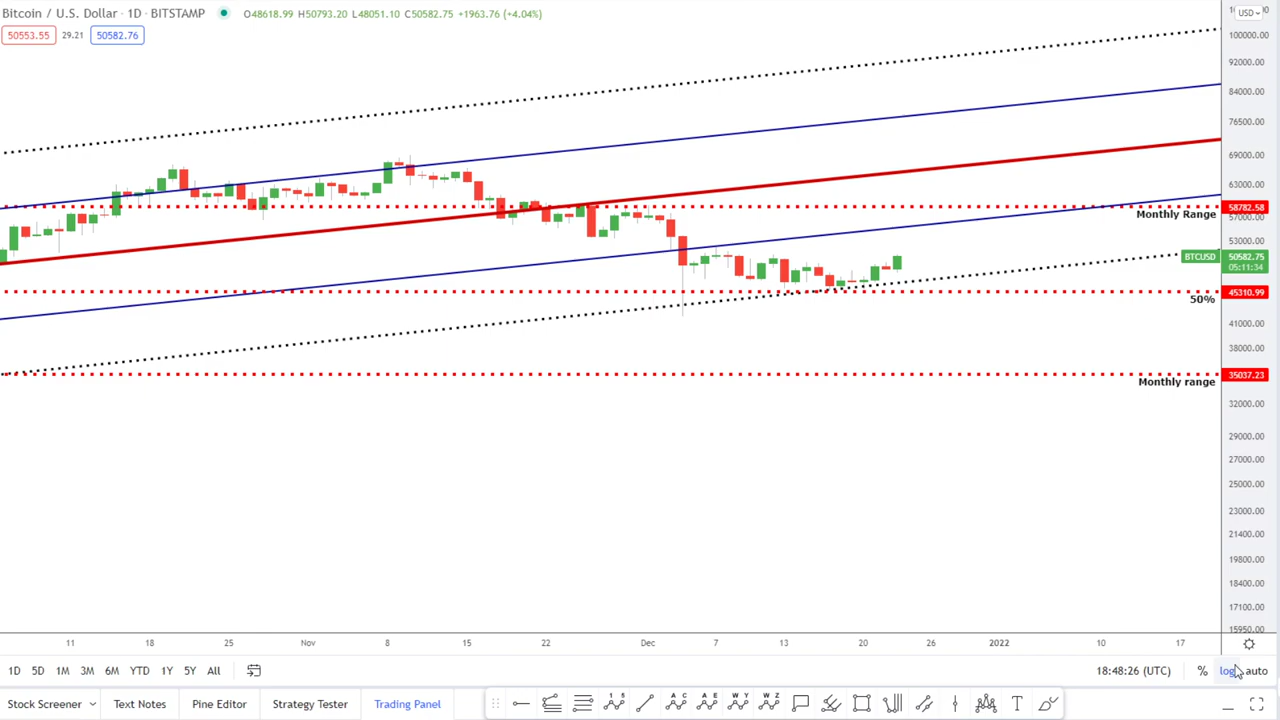 Bitcoin / U.S. Dollar · 1D · BITSTAMP O48618.99 H50793.20 L48051.10 C50582.75 +1963.76 (+4.04%)
USD
50553.55 29.21 50582.76
100000.00
92000.00
84000.00
76500.00
69000.00
63000.00
58782.58
Monthly Range
57000.00
53000.00
BTCUSD 50582.75
05:11:34
45310.99
50%
41000.00
38000.00
35037.23
Monthly range
32000.00
29000.00
27000.00
25000.00
23000.00
21400.00
19800.00
18400.00
17100.00
15950.00
11 18 25 Nov 8 15 22 Dec 7 13 20 26 2022 10 17
1D 5D 1M 3M 6M YTD 1Y 5Y All 18:48:26 (UTC) % log auto
Stock Screener Text Notes Pine Editor Strategy Tester Trading Panel
1 5 A C A E W Y W Z T